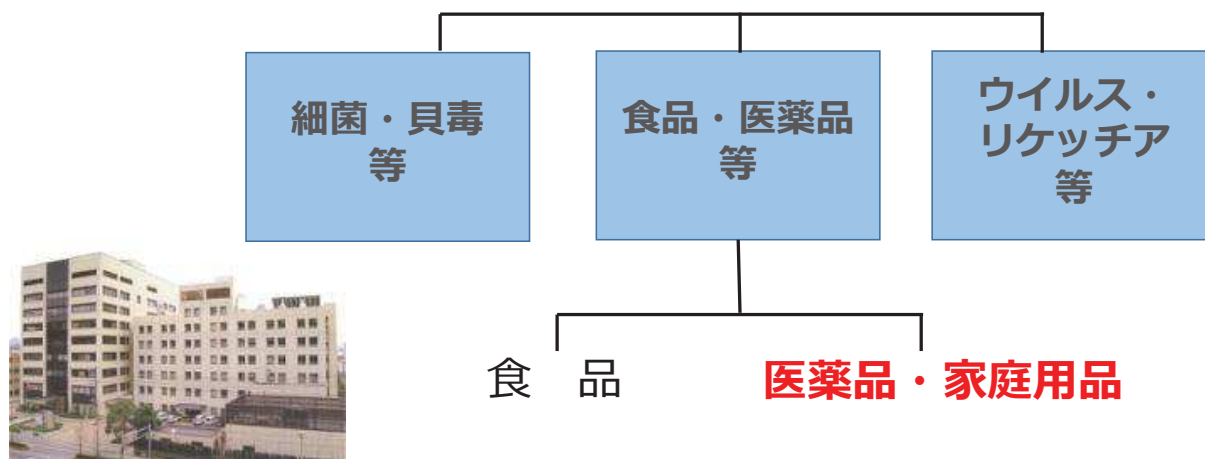 細菌・貝毒
等
食品・医薬品
等
ウイルス・
リケッチア
等
食　品
医薬品・家庭用品